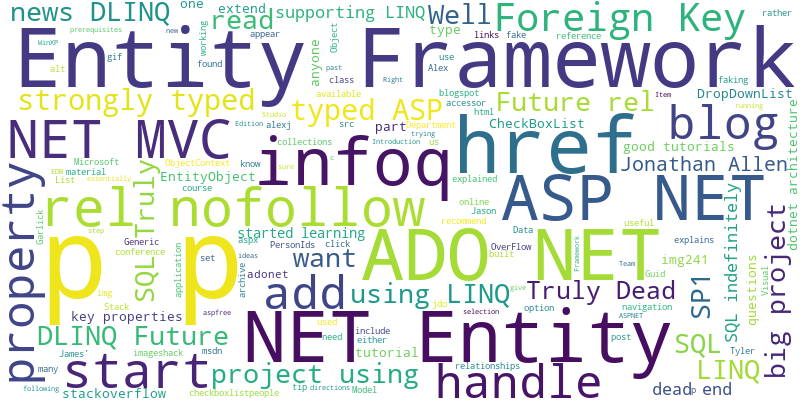 news DLINQ
one
extend
read
supporting LINQ
Well
Foreign Key
rather
WinXP
prerequisites
new
appear
Object
links
fake
working
gif
found
past
use
reference
Entity Framework
alt
anyone
type
Right
Alex
blogspot
faking
Item
DropDownList
strongly typed
available
class
typed ASP
Future rel
running
Studio
Edition
alexj
src
Department
accessor
html
CheckBoxList
NET MVC
infoq
href
blog
trying
Introduction
us
part
collections
c
sure
explained
good tutorials
Jonathan Allen
EDN
Microsoft
material
essentially
List
ObjectContext
know
EntityObject
course
online
Jason
recommend
useful
ASP NET
dotnet architecture
property
Garlick
SQL Truly
rel nofollow
started learning
Generic
conference
aspx
PersonIds
click
set
ideas
Data
OverFlow
built
explains
Team
Framework
Guid
Visual
p p
step
img
Stack
application
archive
adonet
want
ADO NET
img241
SP1
SQL indefinitely
questions
big project
add
using LINQ
jdo
give
Truly Dead
key properties
aspfree
used
need
include
either
selection
option
navigation
ASPNET
post
DLINQ Future
James'
imageshack
msdn
tutorial
NET Entity
SQL
Tyler
many
start
project using
relationships
LINQ
following
stackoverflow
checkboxlistpeople
tip
directions
Model
handle
dead
p
end